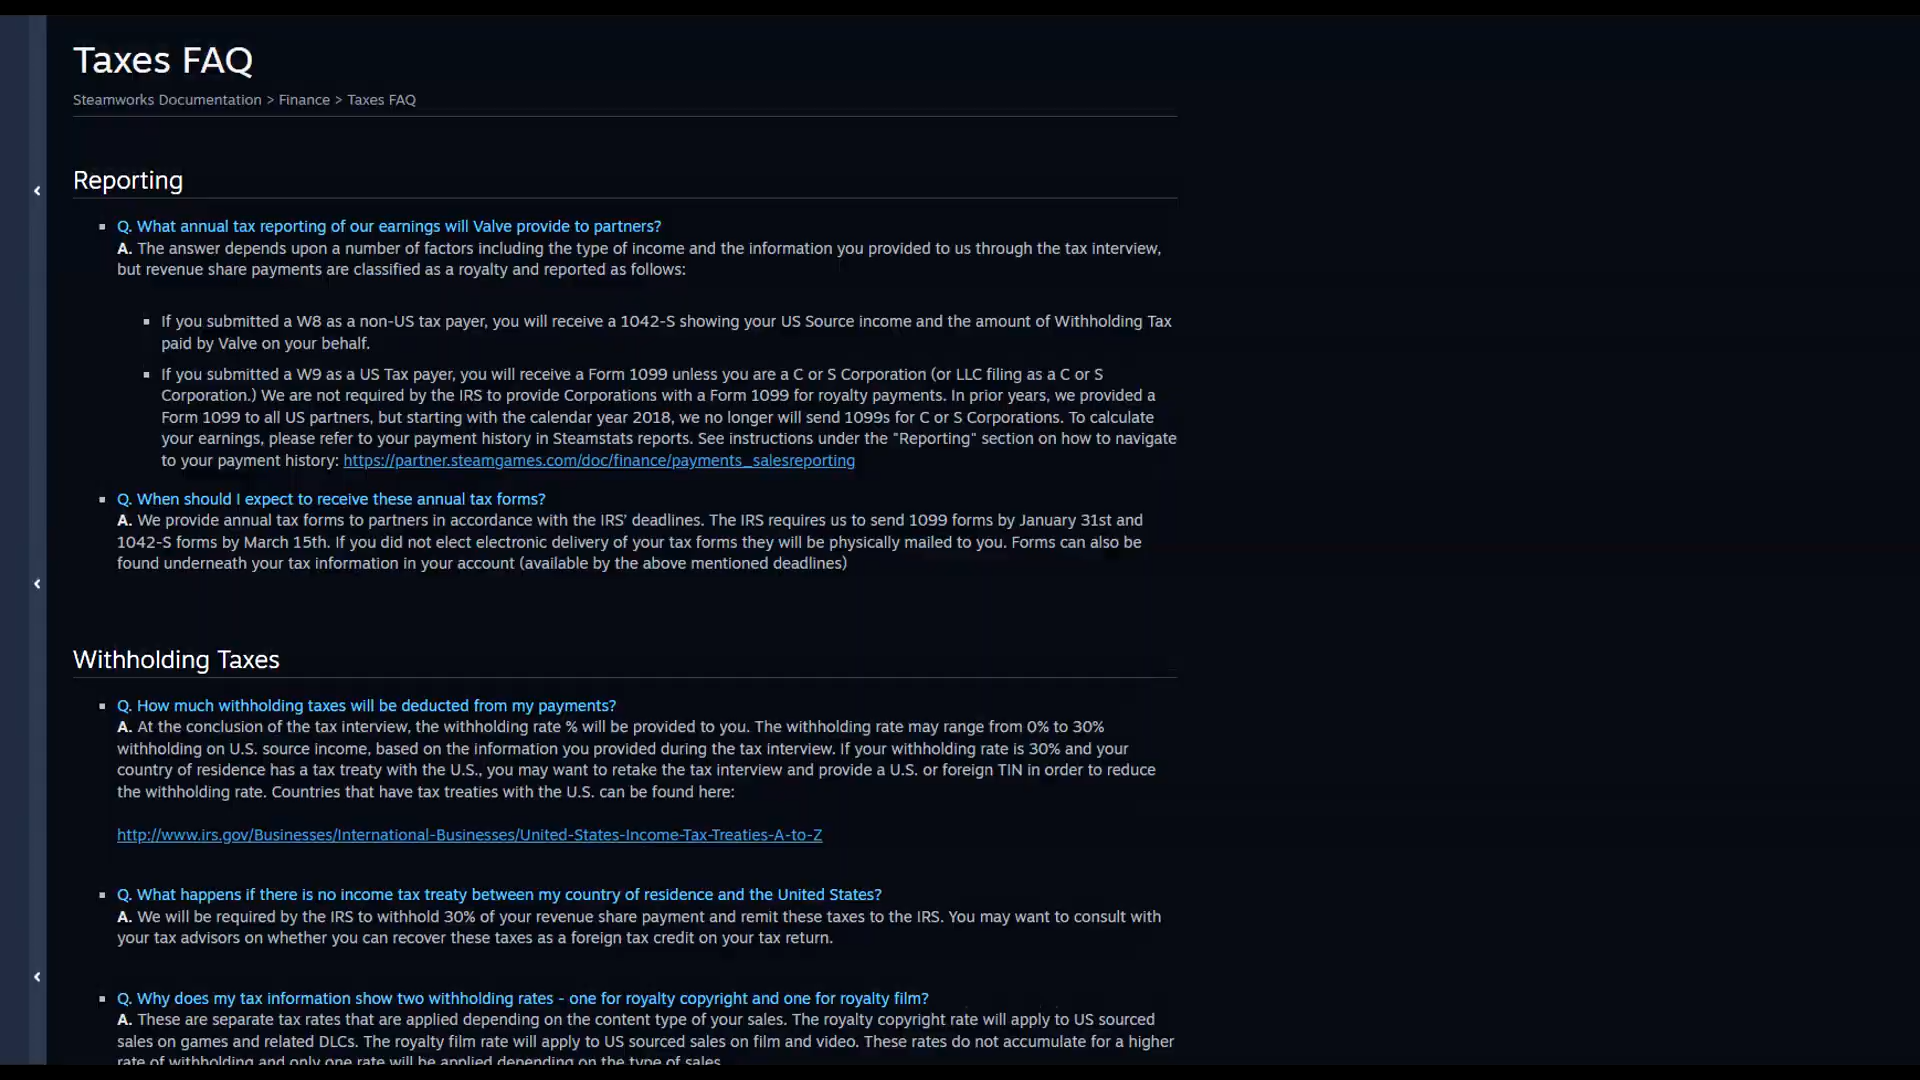 Taxes FAQ
Steamworks Documentation > Finance > Taxes FAQ
Reporting
Q. What annual tax reporting of our earnings will Valve provide to partners?
A. The answer depends upon a number of factors including the type of income and the information you provided to us through the tax interview,
but revenue share payments are classified as a royalty and reported as follows:
If you submitted a W8 as a non-US tax payer, you will receive a 1042-S showing your US Source income and the amount of Withholding Tax
paid by Valve on your behalf.
If you submitted a W9 as a US Tax payer, you will receive a Form 1099 unless you are a C or S Corporation (or LLC filing as a C or S
Corporation.) We are not required by the IRS to provide Corporations with a Form 1099 for royalty payments. In prior years, we provided a
Form 1099 to all US partners, but starting with the calendar year 2018, we no longer will send 1099s for C or S Corporations. To calculate
your earnings, please refer to your payment history in Steamstats reports. See instructions under the "Reporting" section on how to navigate
to your payment history: https://partner.steamgames.com/doc/finance/payments_salesreporting
Q. When should I expect to receive these annual tax forms?
A. We provide annual tax forms to partners in accordance with the IRS’ deadlines. The IRS requires us to send 1099 forms by January 31st and
1042-S forms by March 15th. If you did not elect electronic delivery of your tax forms they will be physically mailed to you. Forms can also be
found underneath your tax information in your account (available by the above mentioned deadlines)
Withholding Taxes
Q. How much withholding taxes will be deducted from my payments?
A. At the conclusion of the tax interview, the withholding rate % will be provided to you. The withholding rate may range from 0% to 30%
withholding on U.S. source income, based on the information you provided during the tax interview. If your withholding rate is 30% and your
country of residence has a tax treaty with the U.S., you may want to retake the tax interview and provide a U.S. or foreign TIN in order to reduce
the withholding rate. Countries that have tax treaties with the U.S. can be found here:
http://www.irs.gov/Businesses/International-Businesses/United-States-Income-Tax-Treaties-A-to-Z
Q. What happens if there is no income tax treaty between my country of residence and the United States?
A. We will be required by the IRS to withhold 30% of your revenue share payment and remit these taxes to the IRS. You may want to consult with
your tax advisors on whether you can recover these taxes as a foreign tax credit on your tax return.
Q. Why does my tax information show two withholding rates - one for royalty copyright and one for royalty film?
A. These are separate tax rates that are applied depending on the content type of your sales. The royalty copyright rate will apply to US sourced
sales on games and related DLCs. The royalty film rate will apply to US sourced sales on film and video. These rates do not accumulate for a higher
rate of withholding and only one rate will be applied depending on the type of sales.